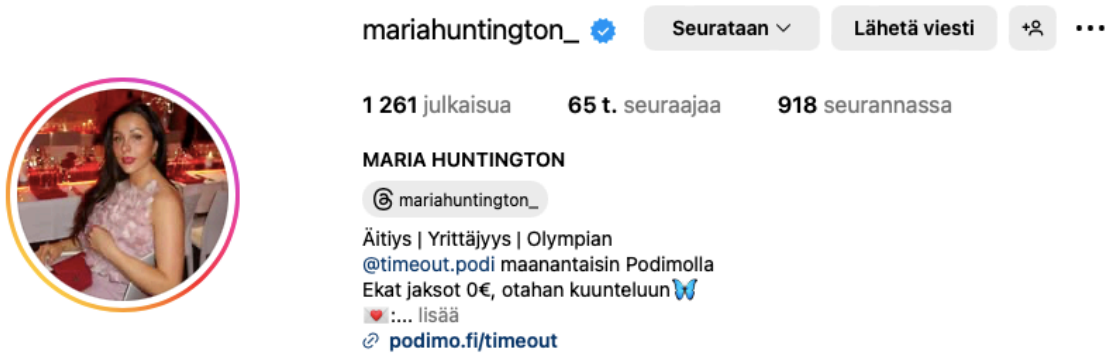 mariahuntington_ Seurataan Lähetä viesti
1 261 julkaisua 65 t. seuraajaa 918 seurannassa
MARIA HUNTINGTON
mariahuntington_
Äitiys | Yrittäjyys | Olympian
@timeout.podi maanantaisin Podimolla
Ekat jaksot 0€, otahan kuunteluun🦋
💌:... lisää
podimo.fi/timeout